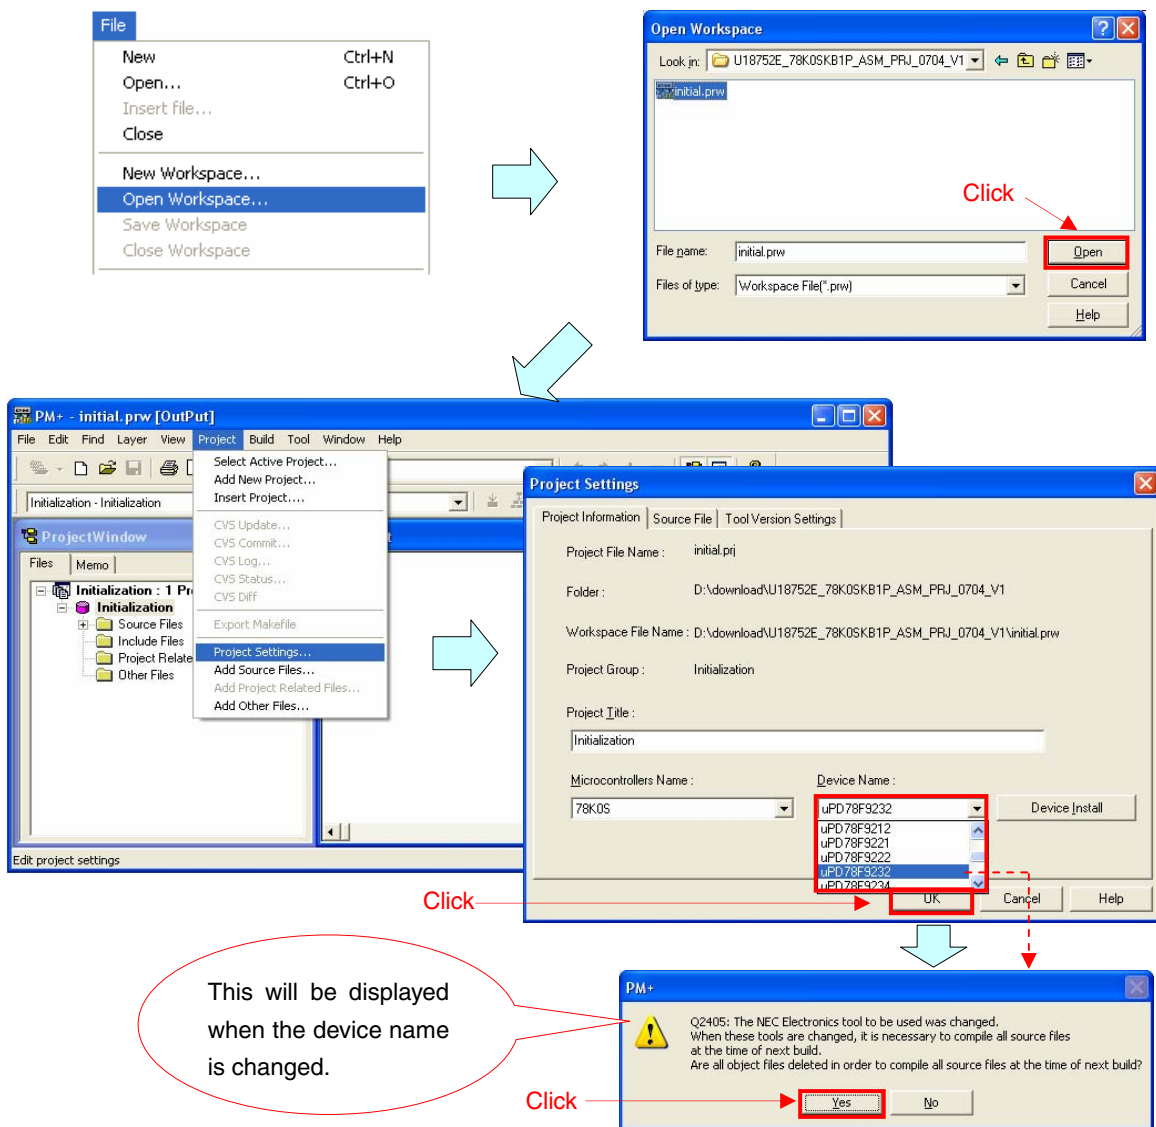 File
New Ctrl+N
Open... Ctrl+O
Insert file...
Close
New Workspace...
Open Workspace...
Save Workspace
Close Workspace
Open Workspace
Look in: U18752E_78K0SKB1P_ASM_PRJ_0704_V1
initial.prw
Click
File name: initial.prw Open
Files of type: Workspace File(*.prw) Cancel
Help
PM+ - initial.prw [OutPut]
File Edit Find Layer View Project Build Tool Window Help
Select Active Project...
Add New Project...
Insert Project....
CVS Update...
CVS Commit...
CVS Log...
CVS Status...
CVS Diff
Export Makefile
Project Settings...
Add Source Files...
Add Project Related Files...
Add Other Files...
Initialization - Initialization
ProjectWindow
Files Memo
Initialization : 1 Pr
Initialization
Source Files
Include Files
Project Relate
Other Files
Edit project settings
Project Settings
Project Information Source File Tool Version Settings
Project File Name : initial.prj
Folder : D:\download\U18752E_78K0SKB1P_ASM_PRJ_0704_V1
Workspace File Name : D:\download\U18752E_78K0SKB1P_ASM_PRJ_0704_V1\initial.prw
Project Group : Initialization
Project Title :
Initialization
Microcontrollers Name : Device Name :
78K0S uPD78F9232 Device Install
uPD78F9212
uPD78F9221
uPD78F9222
uPD78F9232
uPD78F9234
Click OK Cancel Help
This will be displayed
when the device name
is changed.
PM+
Q2405: The NEC Electronics tool to be used was changed.
When these tools are changed, it is necessary to compile all source files
at the time of next build.
Are all object files deleted in order to compile all source files at the time of next build?
Click Yes No